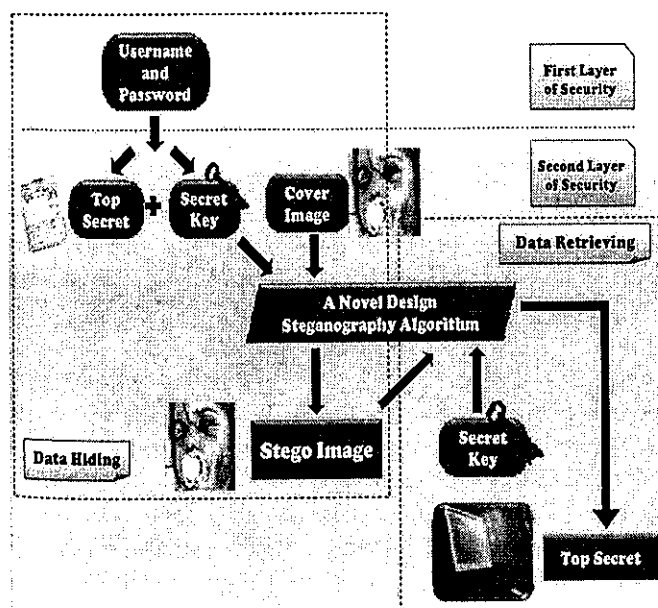 Username
and
Password
First Layer
of Security
Second Layer
of Security
Top
Secret
+
Secret
Key
Cover
Image
Data Retrieving
A Novel Design
Steganography Algorithm
Data Hiding
Stego Image
Secret
Key
Top Secret